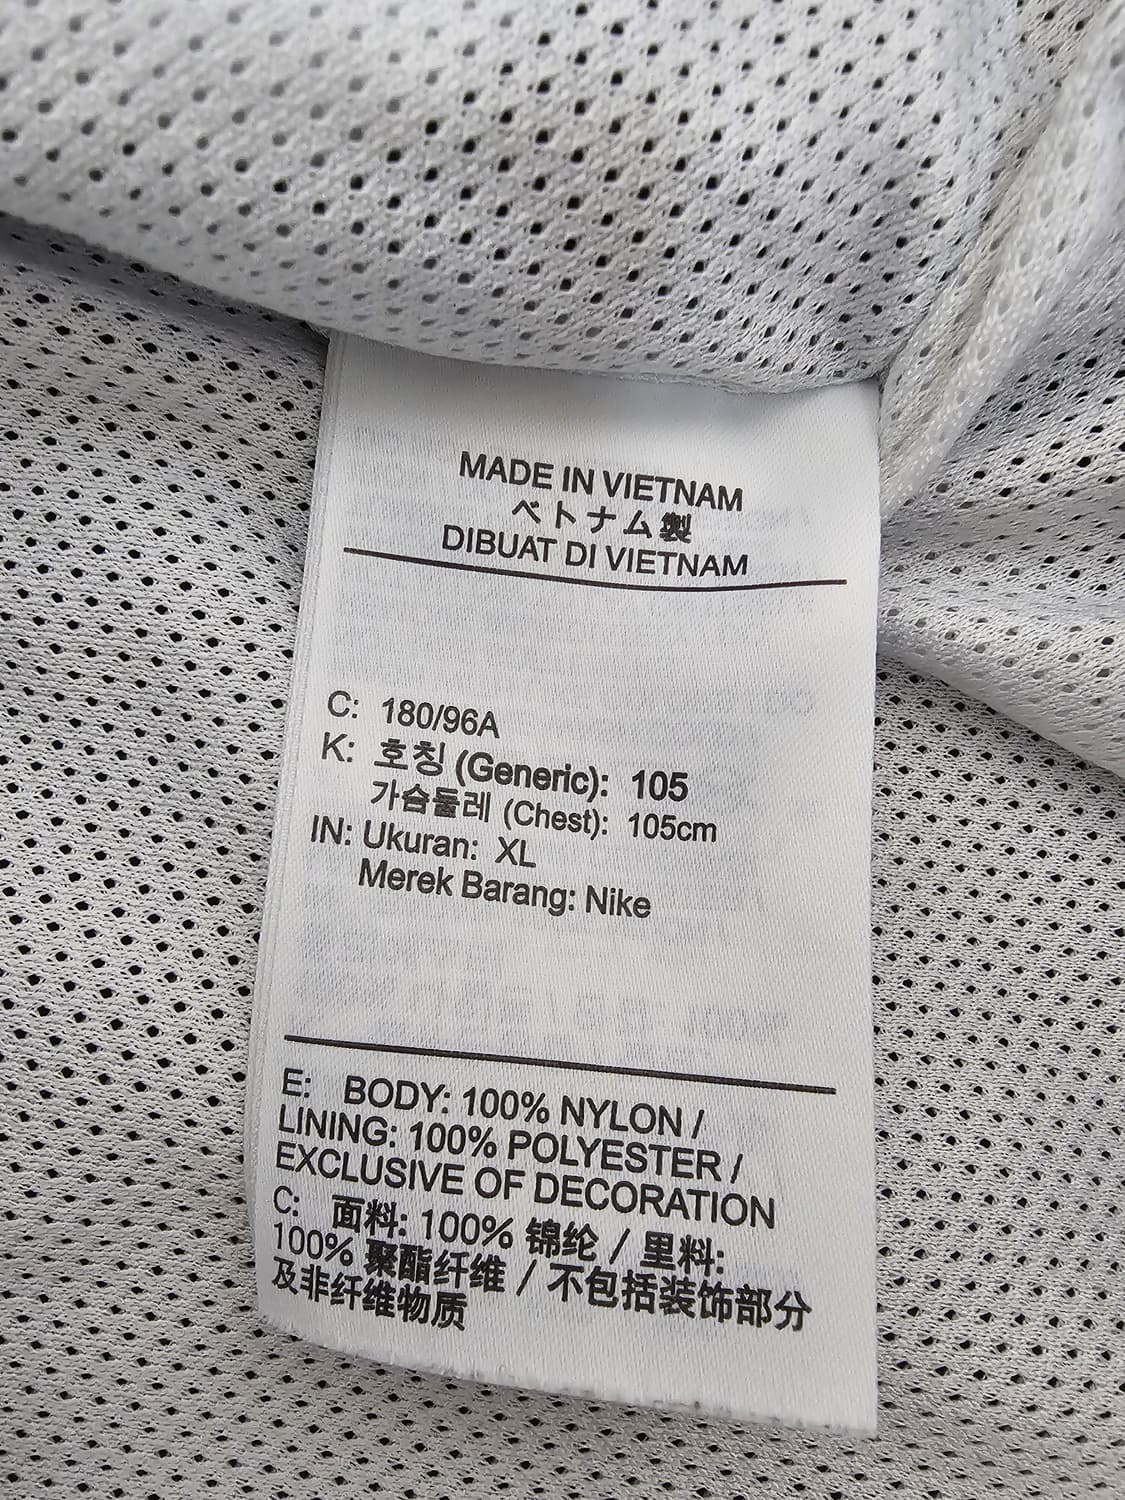 MADE IN VIETNAM
ベトナム製
DIBUAT DI VIETNAM
C: 180/96A
K: 호칭 (Generic): 105
가슴둘레 (Chest): 105cm
IN: Ukuran: XL
Merek Barang: Nike
E: BODY: 100% NYLON /
LINING: 100% POLYESTER /
EXCLUSIVE OF DECORATION
C: 面料: 100% 锦纶 / 里料:
100% 聚酯纤维 / 不包括装饰部分
及非纤维物质